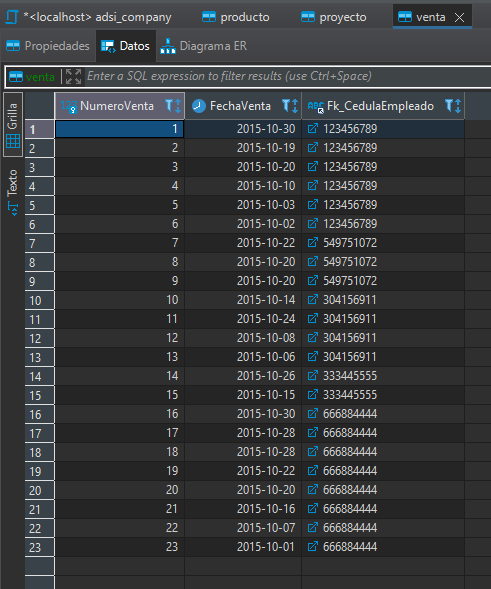 *<localhost> adsi_company producto proyecto venta
Propiedades Datos Diagrama ER
venta Enter a SQL expression to filter results (use Ctrl+Space)
Grilla
Texto
NumeroVenta FechaVenta Fk_CedulaEmpleado
1 1 2015-10-30 123456789
2 2 2015-10-19 123456789
3 3 2015-10-20 123456789
4 4 2015-10-10 123456789
5 5 2015-10-03 123456789
6 6 2015-10-02 123456789
7 7 2015-10-22 549751072
8 8 2015-10-20 549751072
9 9 2015-10-20 549751072
10 10 2015-10-14 304156911
11 11 2015-10-24 304156911
12 12 2015-10-08 304156911
13 13 2015-10-06 304156911
14 14 2015-10-26 333445555
15 15 2015-10-15 333445555
16 16 2015-10-30 666884444
17 17 2015-10-28 666884444
18 18 2015-10-28 666884444
19 19 2015-10-22 666884444
20 20 2015-10-20 666884444
21 21 2015-10-16 666884444
22 22 2015-10-07 666884444
23 23 2015-10-01 666884444